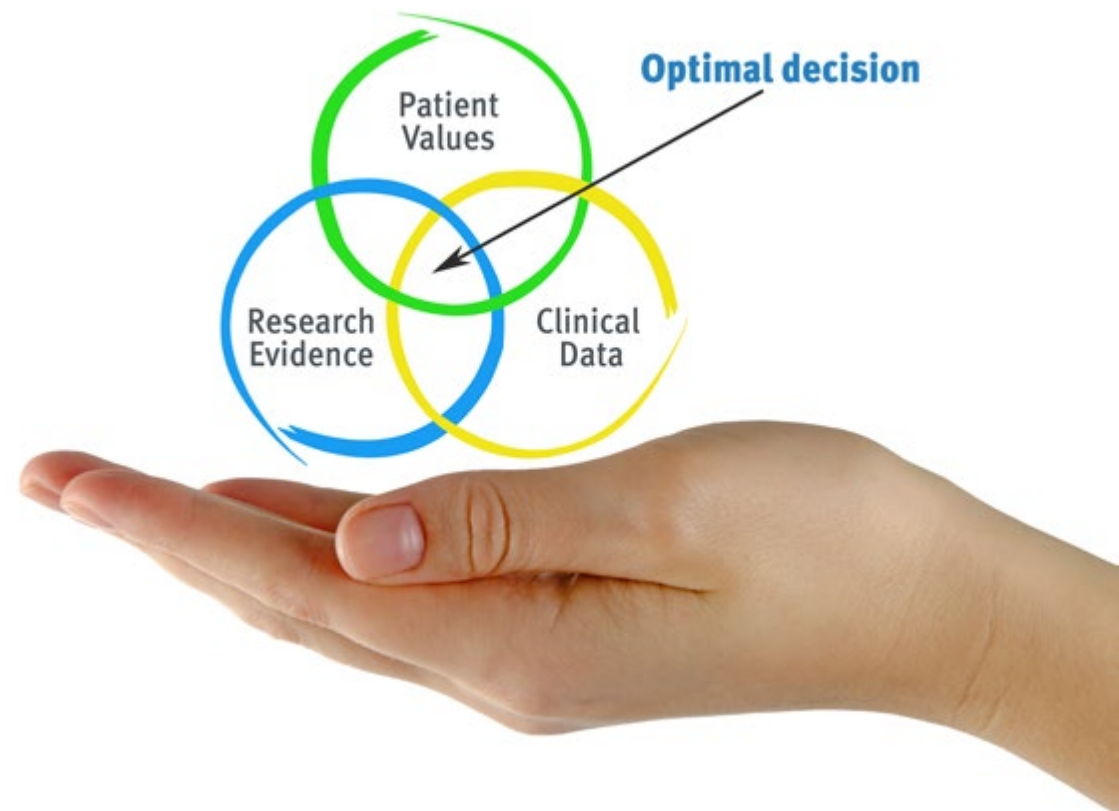 Optimal decision
Patient
Values
Research
Evidence
Clinical
Data